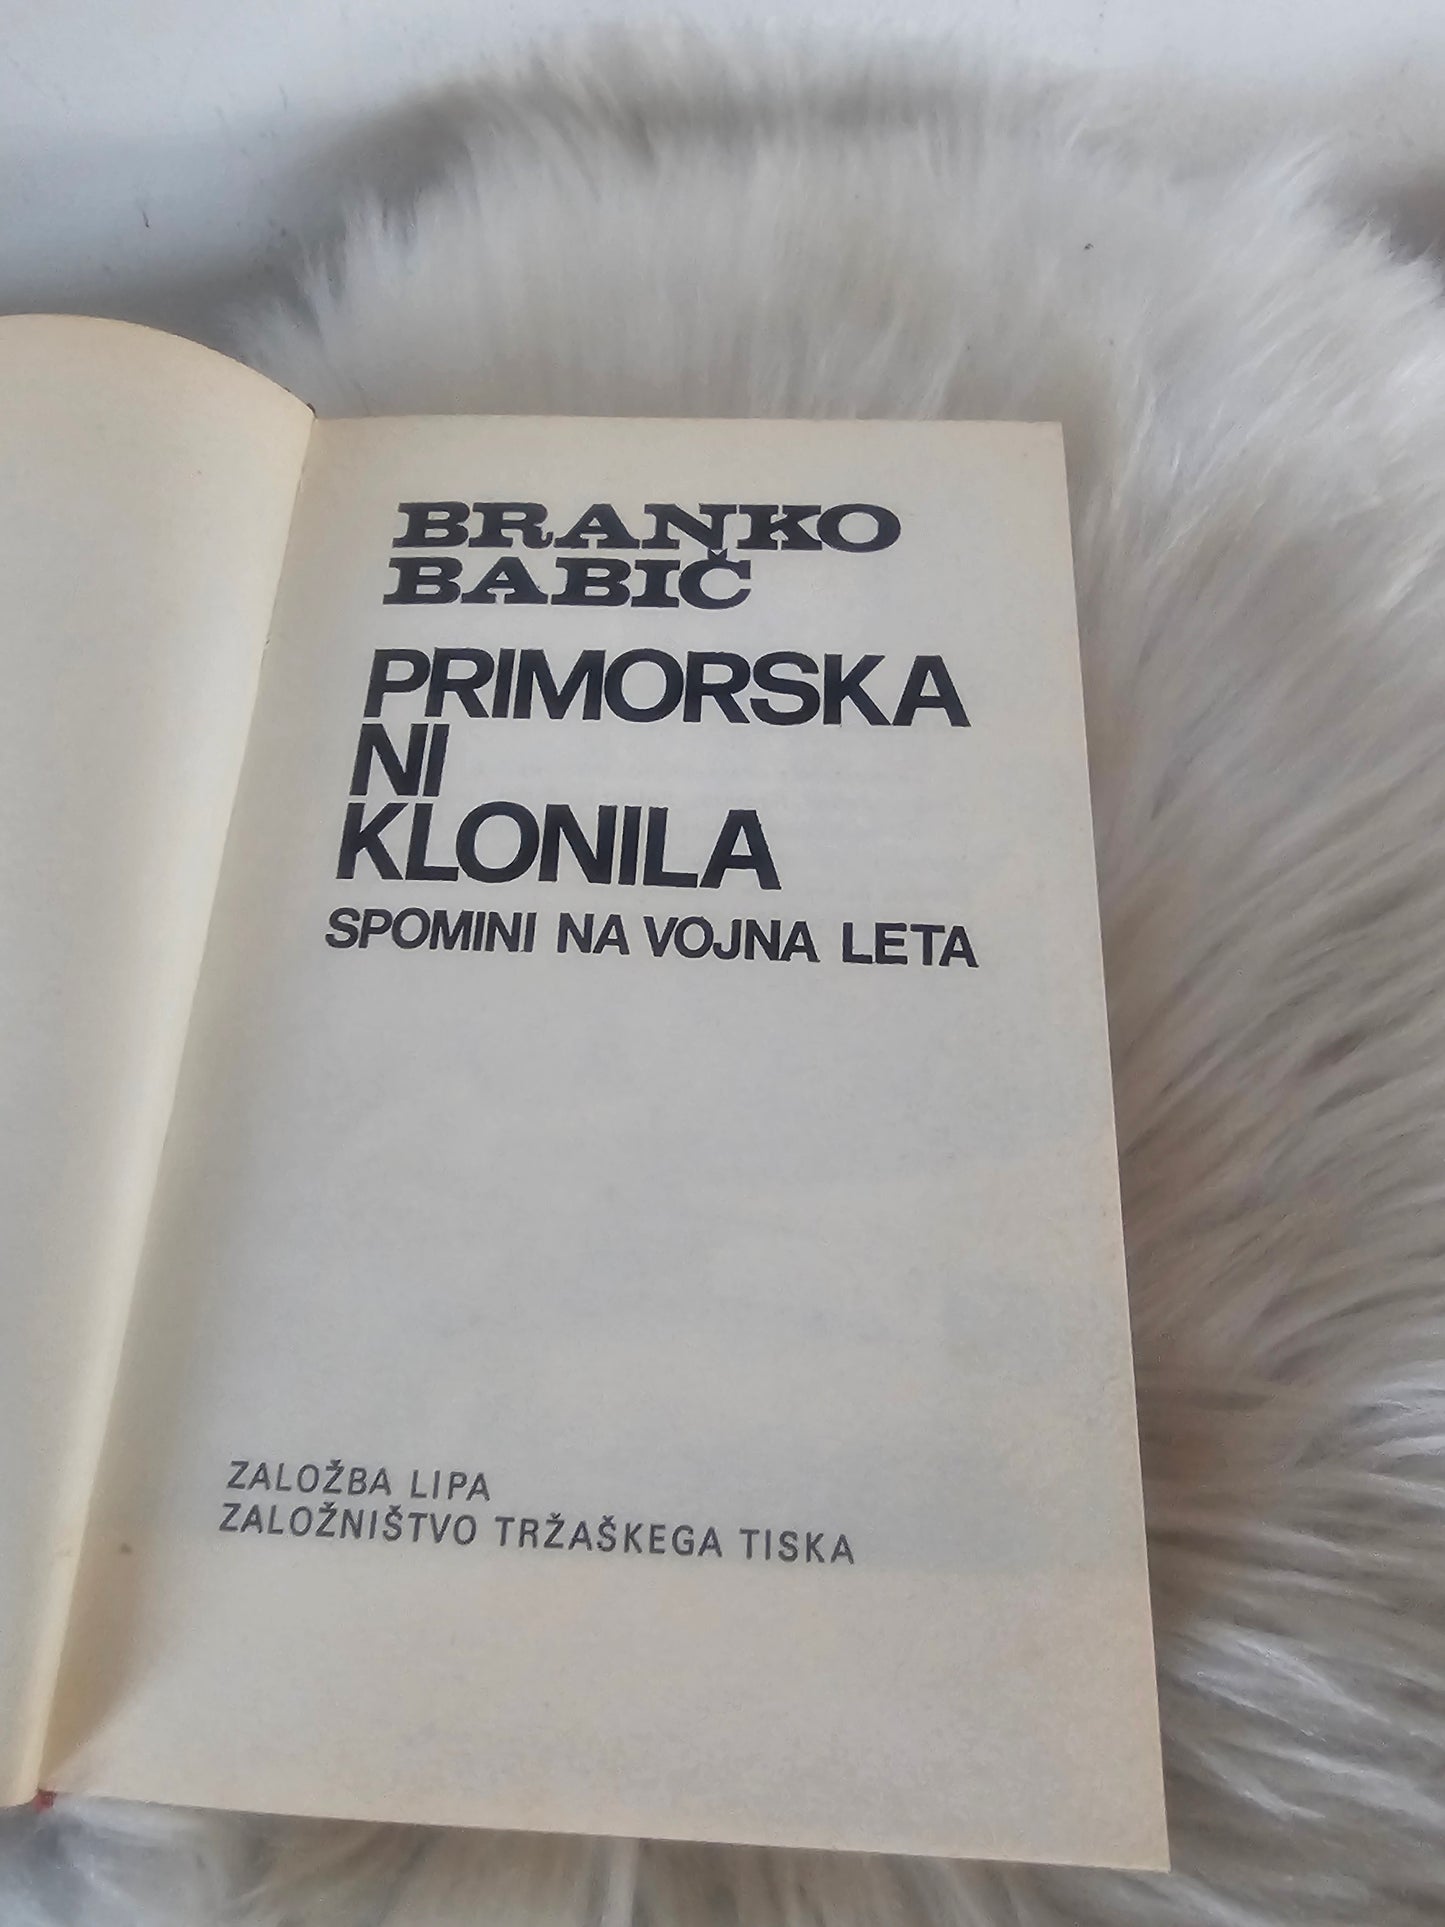 BRANKO
BABIČ
PRIMORSKA
NI
KLONILA
SPOMINI NA VOJNA LETA
ZALOŽBA LIPA
ZALOŽNIŠTVO TRŽAŠKEGA TISKA